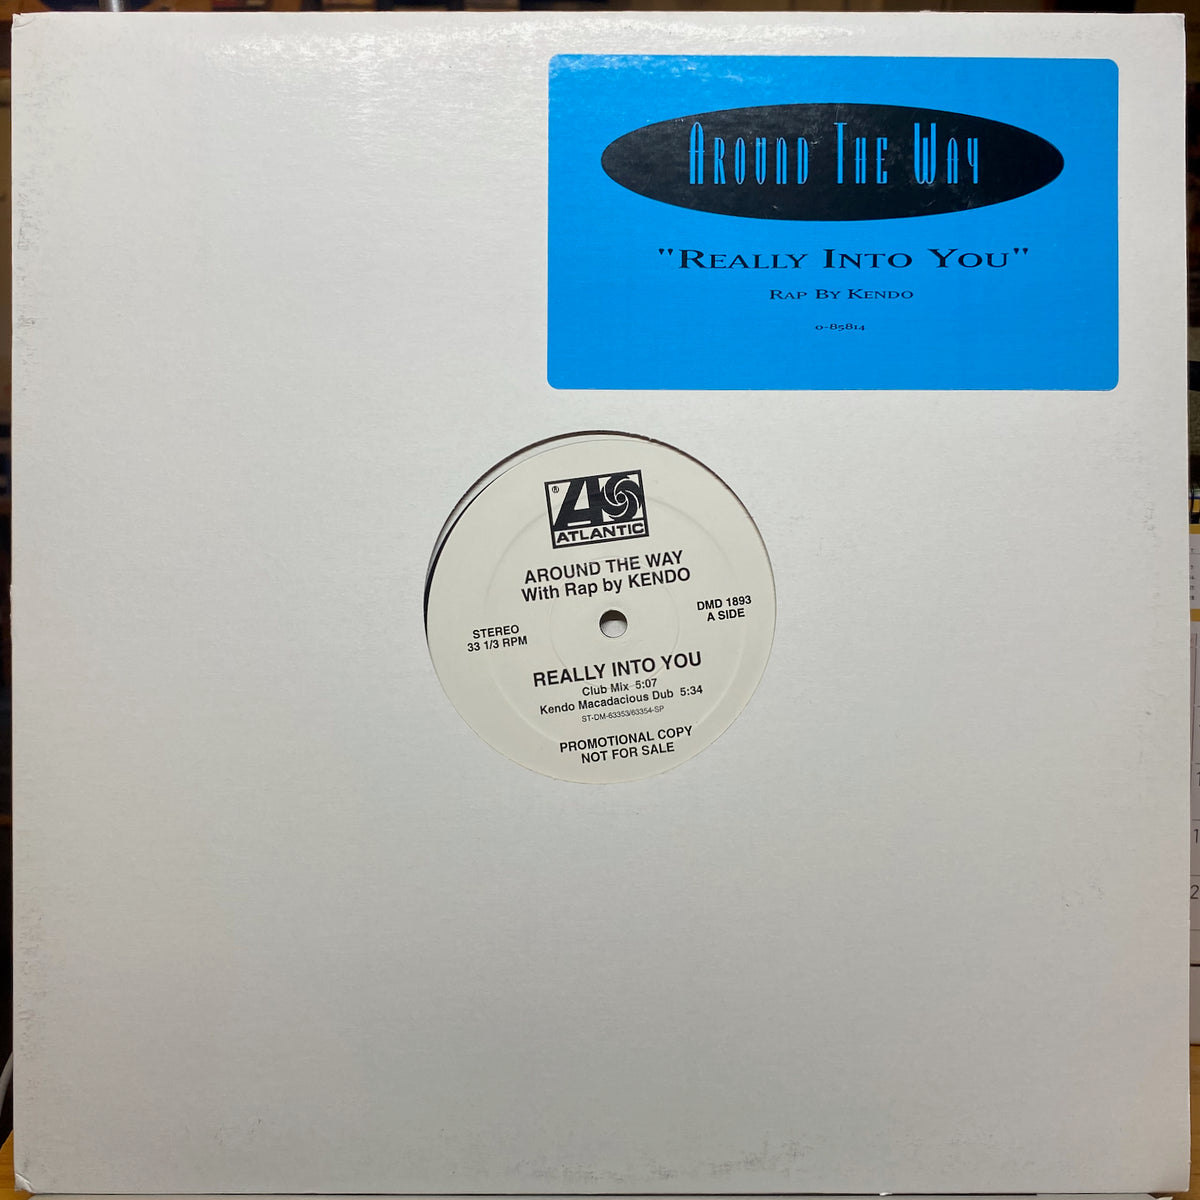 Around The Way
"Really Into You"
Rap By Kendo
0-85814
®
ATLANTIC
AROUND THE WAY
With Rap by KENDO
STEREO
33 1/3 RPM
DMD 1893
A SIDE
REALLY INTO YOU
Club Mix 5:07
Kendo Macadacious Dub 5:34
ST-DM-63353/63354-SP
PROMOTIONAL COPY
NOT FOR SALE